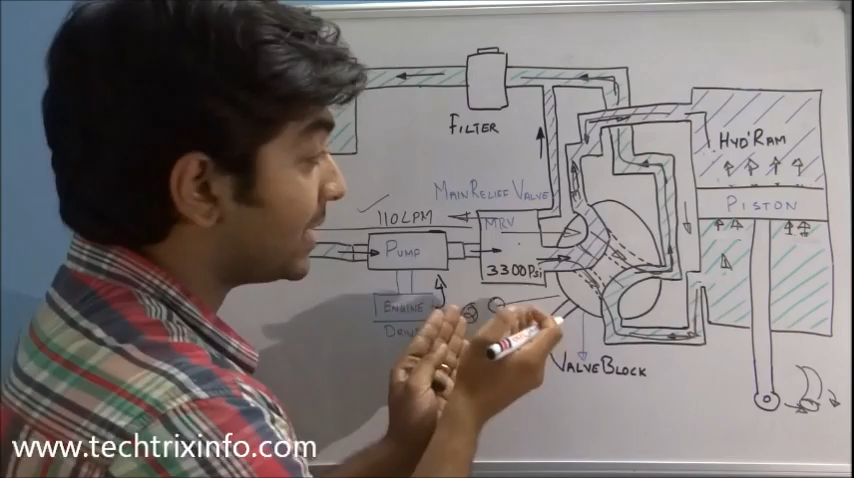 FILTER
HYD'RAM
MAIN RELIEF VALVE
110 LPM
MRV
PISTON
PUMP
3300 PSi
ENGINE
DRIVE
VALVE BLOCK
www.techtrixinfo.com